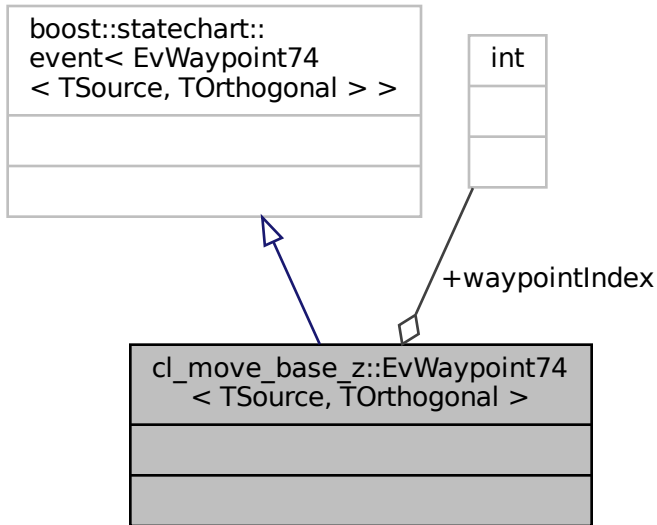 boost::statechart::
event< EvWaypoint74
< TSource, TOrthogonal > >
int
+waypointIndex
cl_move_base_z::EvWaypoint74
< TSource, TOrthogonal >